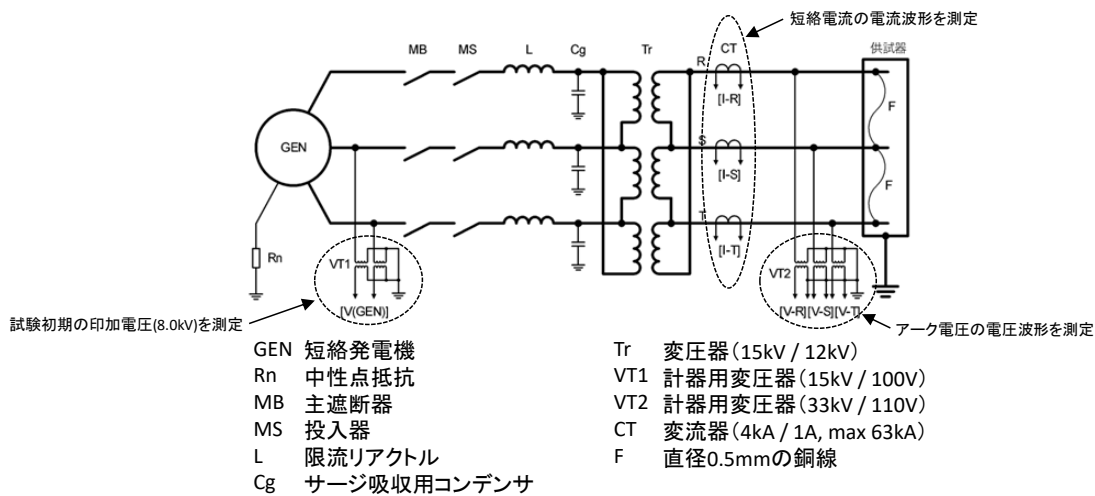 短絡電流の電流波形を測定
MB MS L Cg Tr CT 供試器
R
[I-R]
F
GEN
S
[I-S]
F
T
[I-T]
Rn
VT1
VT2
[V(GEN)]
[V-R][V-S][V-T]
試験初期の印加電圧(8.0kV)を測定
アーク電圧の電圧波形を測定
GEN 短絡発電機
Rn 中性点抵抗
MB 主遮断器
MS 投入器
L 限流リアクトル
Cg サージ吸収用コンデンサ
Tr 変圧器(15kV / 12kV)
VT1 計器用変圧器(15kV / 100V)
VT2 計器用変圧器(33kV / 110V)
CT 変流器(4kA / 1A, max 63kA)
F 直径0.5mmの銅線